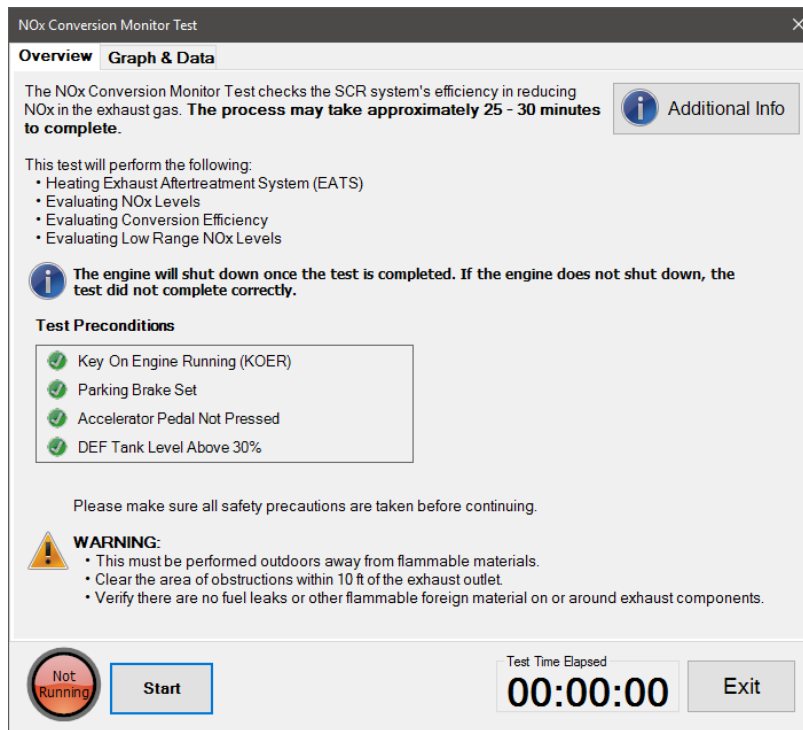 NOx Conversion Monitor Test
Overview
Graph & Data
The NOx Conversion Monitor Test checks the SCR system's efficiency in reducing
NOx in the exhaust gas. The process may take approximately 25 - 30 minutes
to complete.
Additional Info
This test will perform the following:
• Heating Exhaust Aftertreatment System (EATS)
• Evaluating NOx Levels
• Evaluating Conversion Efficiency
• Evaluating Low Range NOx Levels
The engine will shut down once the test is completed. If the engine does not shut down, the
test did not complete correctly.
Test Preconditions
Key On Engine Running (KOER)
Parking Brake Set
Accelerator Pedal Not Pressed
DEF Tank Level Above 30%
Please make sure all safety precautions are taken before continuing.
WARNING:
• This must be performed outdoors away from flammable materials.
• Clear the area of obstructions within 10 ft of the exhaust outlet.
• Verify there are no fuel leaks or other flammable foreign material on or around exhaust components.
Not
Running
Start
Test Time Elapsed
00:00:00
Exit